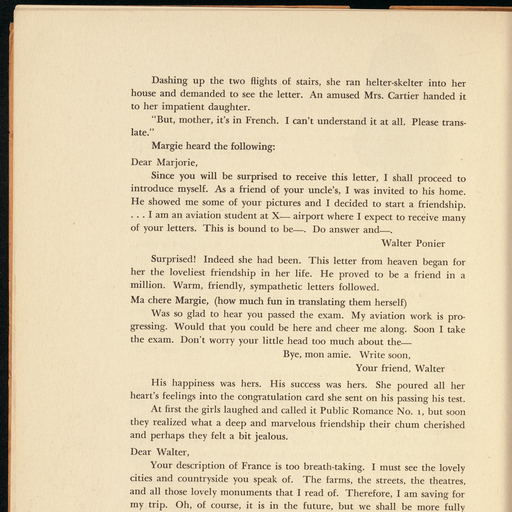 Dashing up the two flights of stairs, she ran helter-skelter into her
house and demanded to see the letter. An amused Mrs. Cartier handed it
to her impatient daughter.
"But, mother, it's in French. I can't understand it at all. Please trans-
late."
Margie heard the following:
Dear Marjorie,
Since you will be surprised to receive this letter, I shall proceed to
introduce myself. As a friend of your uncle's, I was invited to his home.
He showed me some of your pictures and I decided to start a friendship.
. . . I am an aviation student at X— airport where I expect to receive many
of your letters. This is bound to be—. Do answer and—.
Walter Ponier
Surprised! Indeed she had been. This letter from heaven began for
her the loveliest friendship in her life. He proved to be a friend in a
million. Warm, friendly, sympathetic letters followed.
Ma chere Margie, (how much fun in translating them herself)
Was so glad to hear you passed the exam. My aviation work is pro-
gressing. Would that you could be here and cheer me along. Soon I take
the exam. Don't worry your little head too much about the—
Bye, mon amie. Write soon,
Your friend, Walter
His happiness was hers. His success was hers. She poured all her
heart's feelings into the congratulation card she sent on his passing his test.
At first the girls laughed and called it Public Romance No. 1, but soon
they realized what a deep and marvelous friendship their chum cherished
and perhaps they felt a bit jealous.
Dear Walter,
Your description of France is too breath-taking. I must see the lovely
cities and countryside you speak of. The farms, the streets, the theatres,
and all those lovely monuments that I read of. Therefore, I am saving for
my trip. Oh, of course, it is in the future, but we shall be more fully